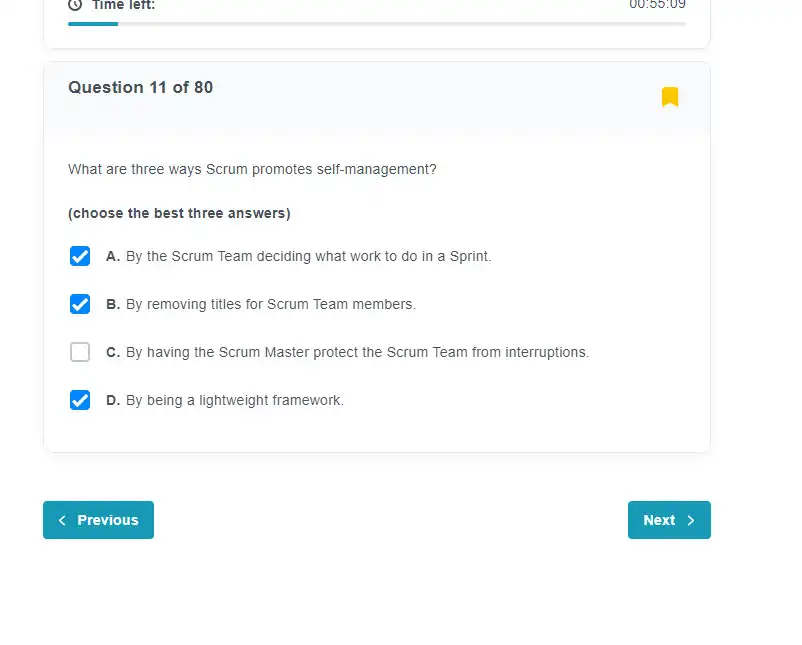 Time left:
00:55:09
Question 11 of 80
What are three ways Scrum promotes self-management?
(choose the best three answers)
A. By the Scrum Team deciding what work to do in a Sprint.
B. By removing titles for Scrum Team members.
C. By having the Scrum Master protect the Scrum Team from interruptions.
D. By being a lightweight framework.
Previous
Next